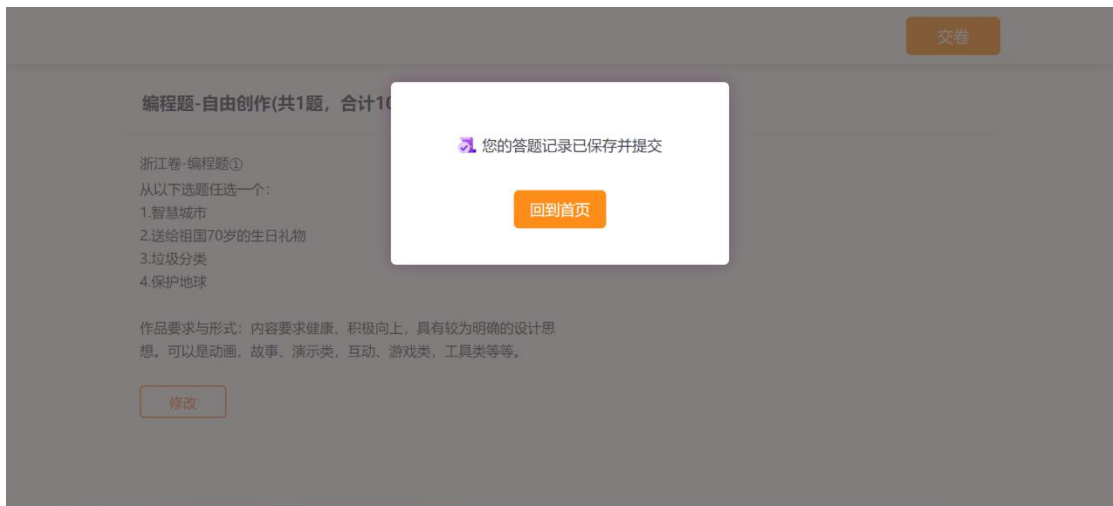 交卷
编程题-自由创作(共1题，合计10
您的答题记录已保存并提交
回到首页
浙江卷-编程题①
从以下选题任选一个：
1.智慧城市
2.送给祖国70岁的生日礼物
3.垃圾分类
4.保护地球
作品要求与形式：内容要求健康、积极向上，具有较为明确的设计思
想。可以是动画、故事、演示类，互动、游戏类，工具类等等。
修改